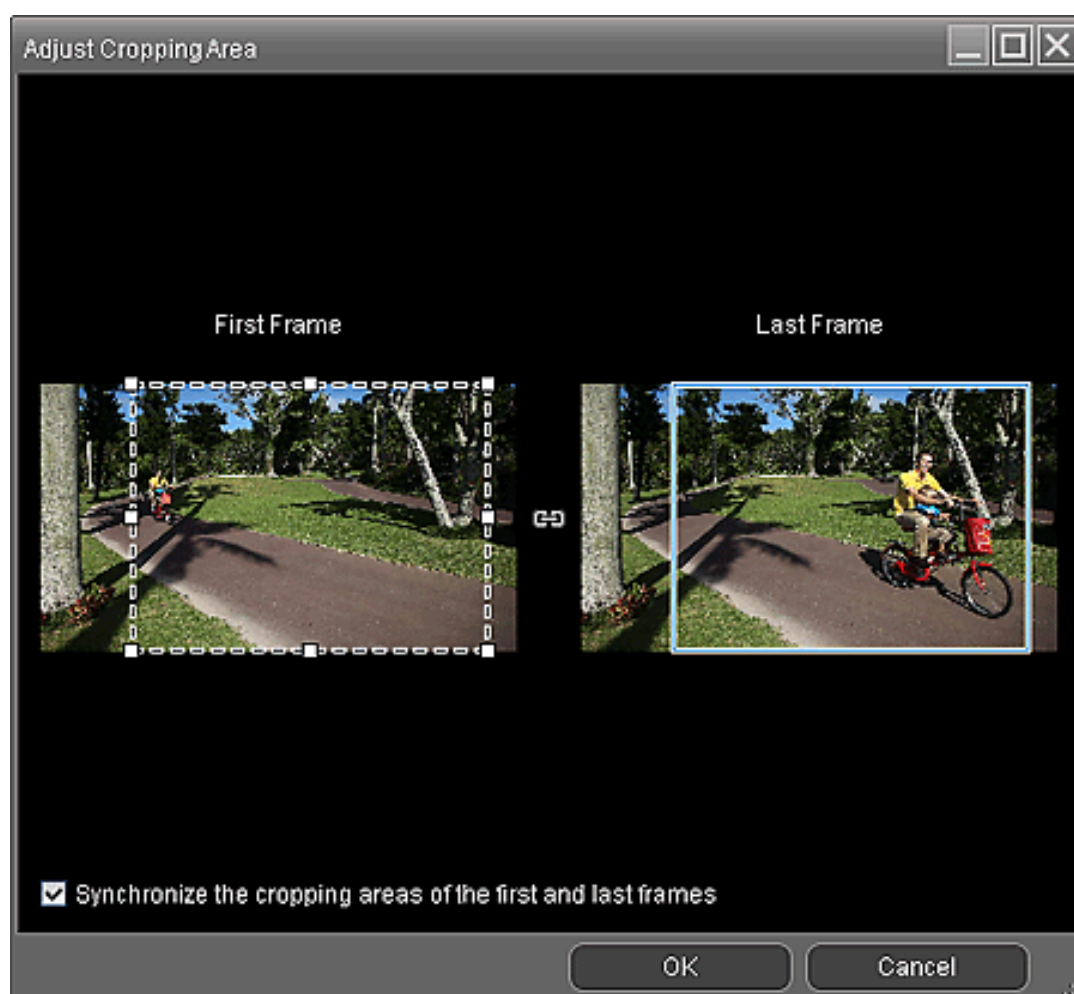 Adjust Cropping Area
First Frame
Last Frame
Synchronize the cropping areas of the first and last frames
OK
Cancel